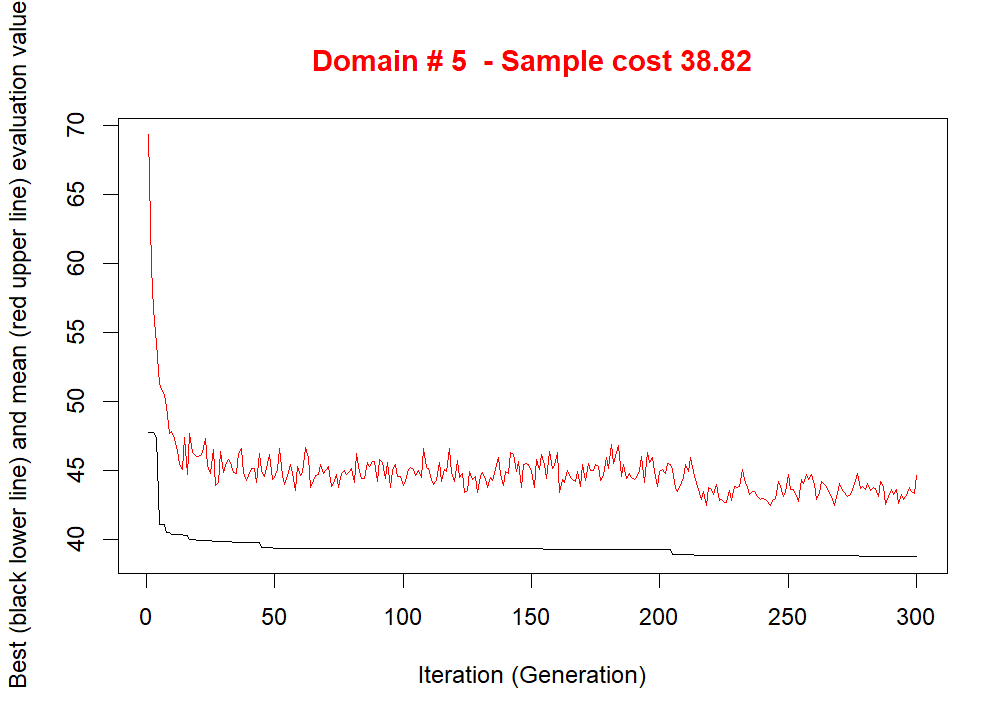 Domain # 5  - Sample cost 38.82
Best (black lower line) and mean (red upper line) evaluation value
70
65
60
55
50
45
40
0 50 100 150 200 250 300
Iteration (Generation)